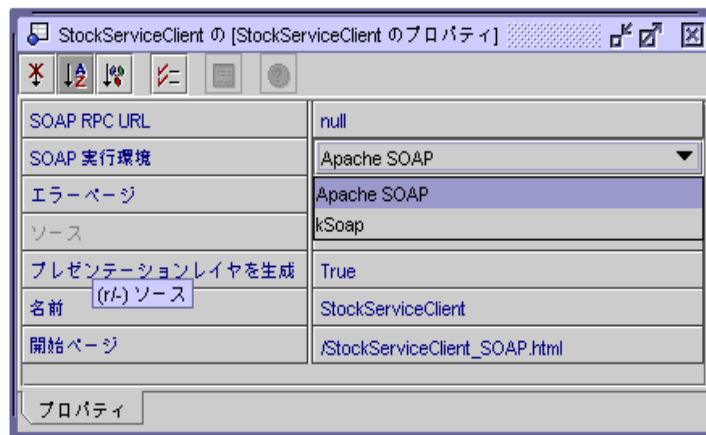 StockServiceClient の [StockServiceClient のプロパティ]
SOAP RPC URL null
SOAP 実行環境 Apache SOAP
エラーページ Apache SOAP
ソース kSoap
プレゼンテーションレイヤを生成 True
(r/-) ソース
名前 StockServiceClient
開始ページ /StockServiceClient_SOAP.html
プロパティ